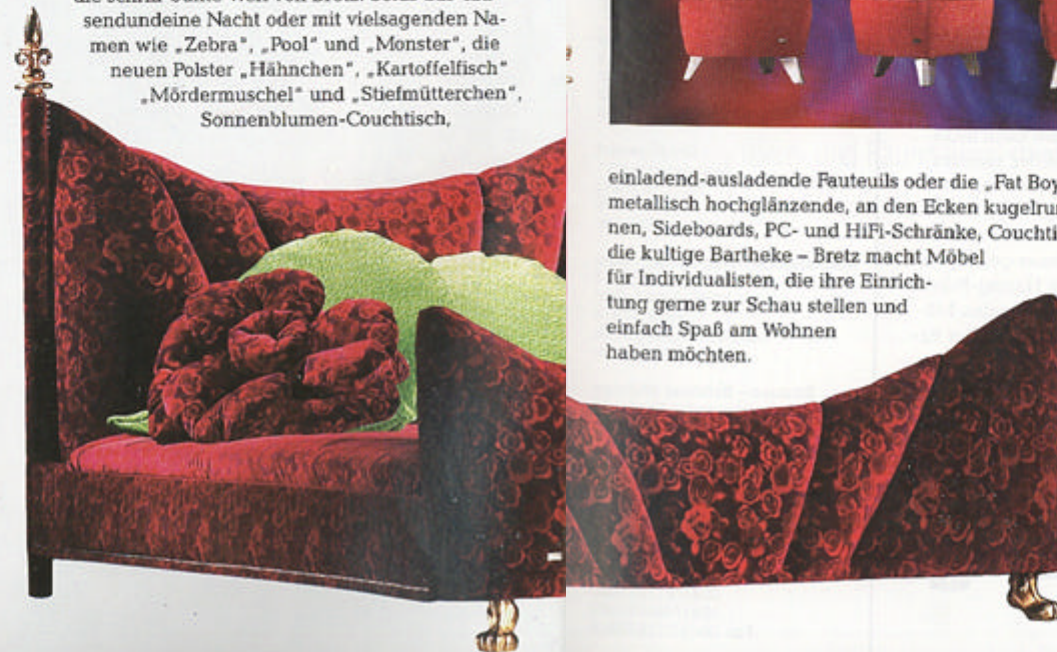 sendundeine Nacht oder mit vielsagenden Na-
men wie „Zebra“, „Pool“ und „Monster“, die
neuen Polster „Hähnchen“, „Kartoffelfisch“
„Mördermuschel“ und „Stiefmütterchen“,
Sonnenblumen-Couchtisch,
einladend-ausladende Fauteuils oder die „Fat Boy
metallisch hochglänzende, an den Ecken kugelru
nen, Sideboards, PC- und HiFi-Schränke, Couchti
die kultige Bartheke – Bretz macht Möbel
für Individualisten, die ihre Einrich-
tung gerne zur Schau stellen und
einfach Spaß am Wohnen
haben möchten.